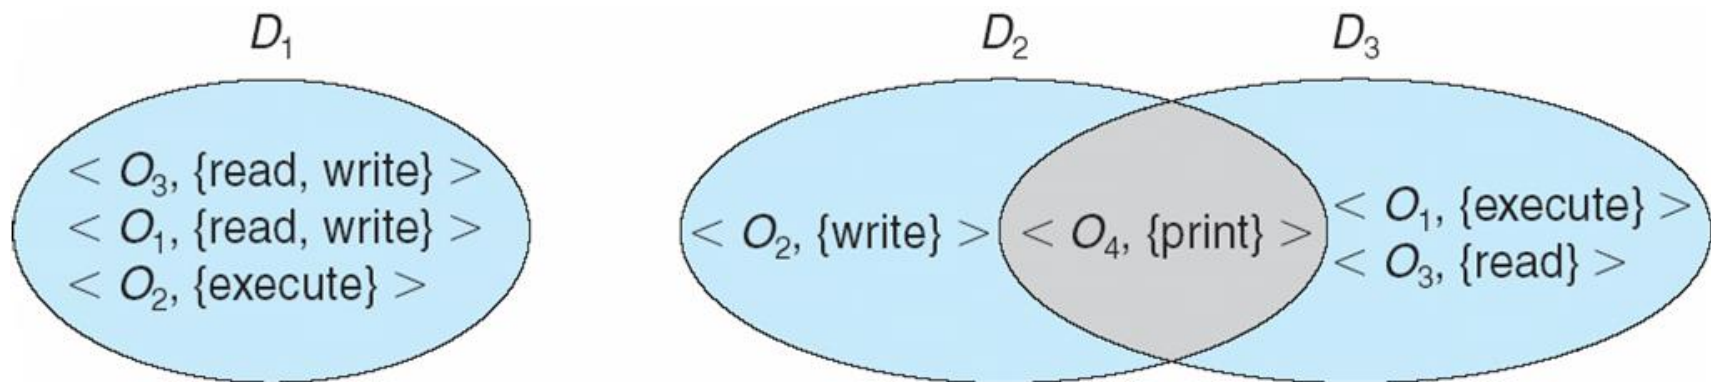 D₁
D₂
D₃
< O₃, {read, write} >
< O₁, {read, write} >
< O₂, {execute} >
< O₂, {write} >
< O₄, {print} >
< O₁, {execute} >
< O₃, {read} >